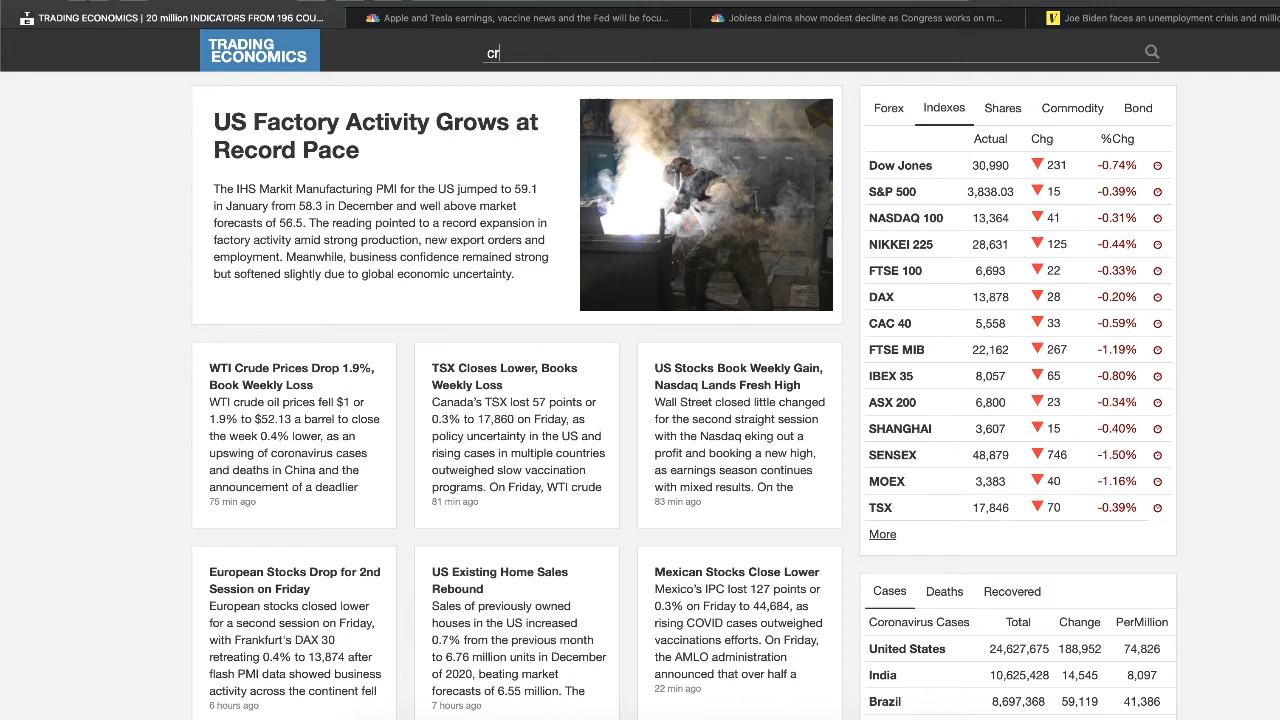 TRADING ECONOMICS | 20 million INDICATORS FROM 196 COU...
Apple and Tesla earnings, vaccine news and the Fed will be focu...
Jobless claims show modest decline as Congress works on m...
Joe Biden faces an unemployment crisis and millio
TRADING
ECONOMICS
cr
US Factory Activity Grows at
Record Pace
The IHS Markit Manufacturing PMI for the US jumped to 59.1
in January from 58.3 in December and well above market
forecasts of 56.5. The reading pointed to a record expansion in
factory activity amid strong production, new export orders and
employment. Meanwhile, business confidence remained strong
but softened slightly due to global economic uncertainty.
WTI Crude Prices Drop 1.9%,
Book Weekly Loss
WTI crude oil prices fell $1 or
1.9% to $52.13 a barrel to close
the week 0.4% lower, as an
upswing of coronavirus cases
and deaths in China and the
announcement of a deadlier
75 min ago
TSX Closes Lower, Books
Weekly Loss
Canada's TSX lost 57 points or
0.3% to 17,860 on Friday, as
policy uncertainty in the US and
rising cases in multiple countries
outweighed slow vaccination
programs. On Friday, WTI crude
81 min ago
US Stocks Book Weekly Gain,
Nasdaq Lands Fresh High
Wall Street closed little changed
for the second straight session
with the Nasdaq eking out a
profit and booking a new high,
as earnings season continues
with mixed results. On the
83 min ago
European Stocks Drop for 2nd
Session on Friday
European stocks closed lower
for a second session on Friday,
with Frankfurt's DAX 30
retreating 0.4% to 13,874 after
flash PMI data showed business
activity across the continent fell
6 hours ago
US Existing Home Sales
Rebound
Sales of previously owned
houses in the US increased
0.7% from the previous month
to 6.76 million units in December
of 2020, beating market
forecasts of 6.55 million. The
7 hours ago
Mexican Stocks Close Lower
Mexico's IPC lost 127 points or
0.3% on Friday to 44,684, as
rising COVID cases outweighed
vaccinations efforts. On Friday,
the AMLO administration
announced that over half a
22 min ago
Forex Indexes Shares Commodity Bond
Actual Chg %Chg
Dow Jones 30,990 231 -0.74%
S&P 500 3,838.03 15 -0.39%
NASDAQ 100 13,364 41 -0.31%
NIKKEI 225 28,631 125 -0.44%
FTSE 100 6,693 22 -0.33%
DAX 13,878 28 -0.20%
CAC 40 5,558 33 -0.59%
FTSE MIB 22,162 267 -1.19%
IBEX 35 8,057 65 -0.80%
ASX 200 6,800 23 -0.34%
SHANGHAI 3,607 15 -0.40%
SENSEX 48,879 746 -1.50%
MOEX 3,383 40 -1.16%
TSX 17,846 70 -0.39%
More
Cases Deaths Recovered
Coronavirus Cases Total Change PerMillion
United States 24,627,675 188,952 74,826
India 10,625,428 14,545 8,097
Brazil 8,697,368 59,119 41,386